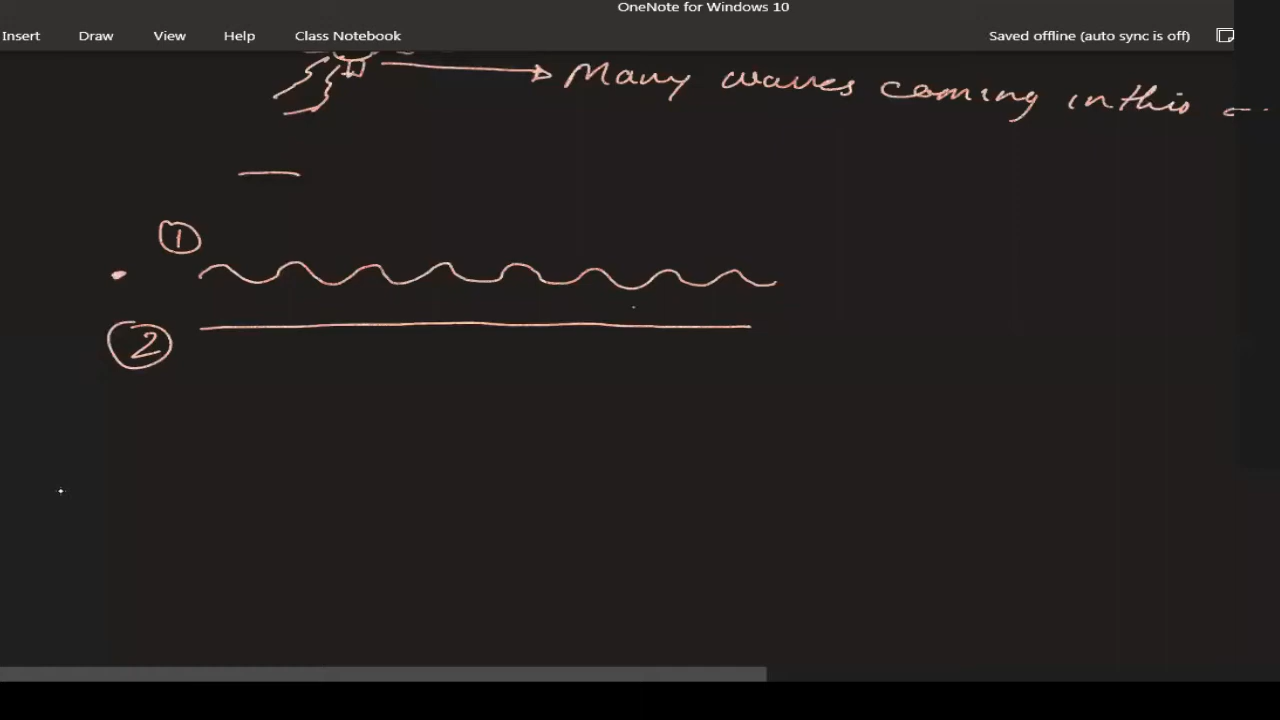 OneNote for Windows 10
Insert Draw View Help Class Notebook Saved offline (auto sync is off)
Many waves coming in this
①
②